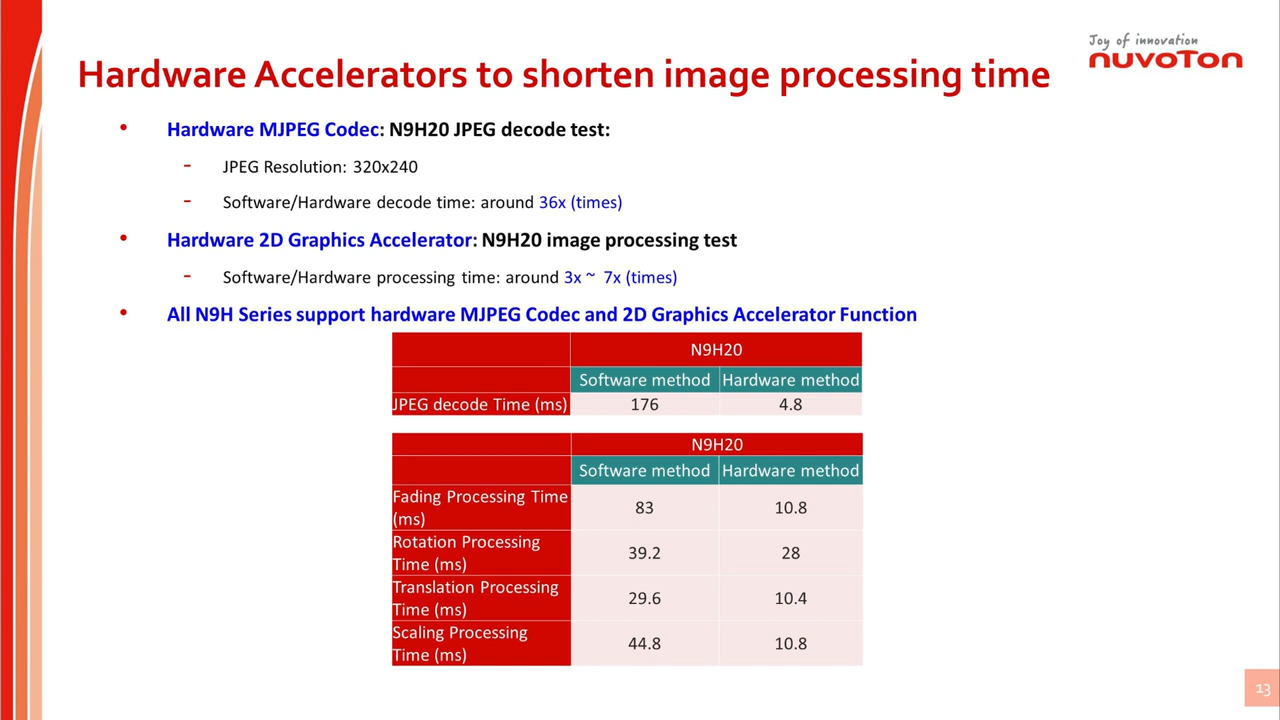 Joy of innovation
nuvoTon
Hardware Accelerators to shorten image processing time
• Hardware MJPEG Codec: N9H20 JPEG decode test:
- JPEG Resolution: 320x240
- Software/Hardware decode time: around 36x (times)
• Hardware 2D Graphics Accelerator: N9H20 image processing test
- Software/Hardware processing time: around 3x ~ 7x (times)
• All N9H Series support hardware MJPEG Codec and 2D Graphics Accelerator Function
N9H20
Software method Hardware method
JPEG decode Time (ms) 176 4.8
N9H20
Software method Hardware method
Fading Processing Time
(ms) 83 10.8
Rotation Processing
Time (ms) 39.2 28
Translation Processing
Time (ms) 29.6 10.4
Scaling Processing
Time (ms) 44.8 10.8
13